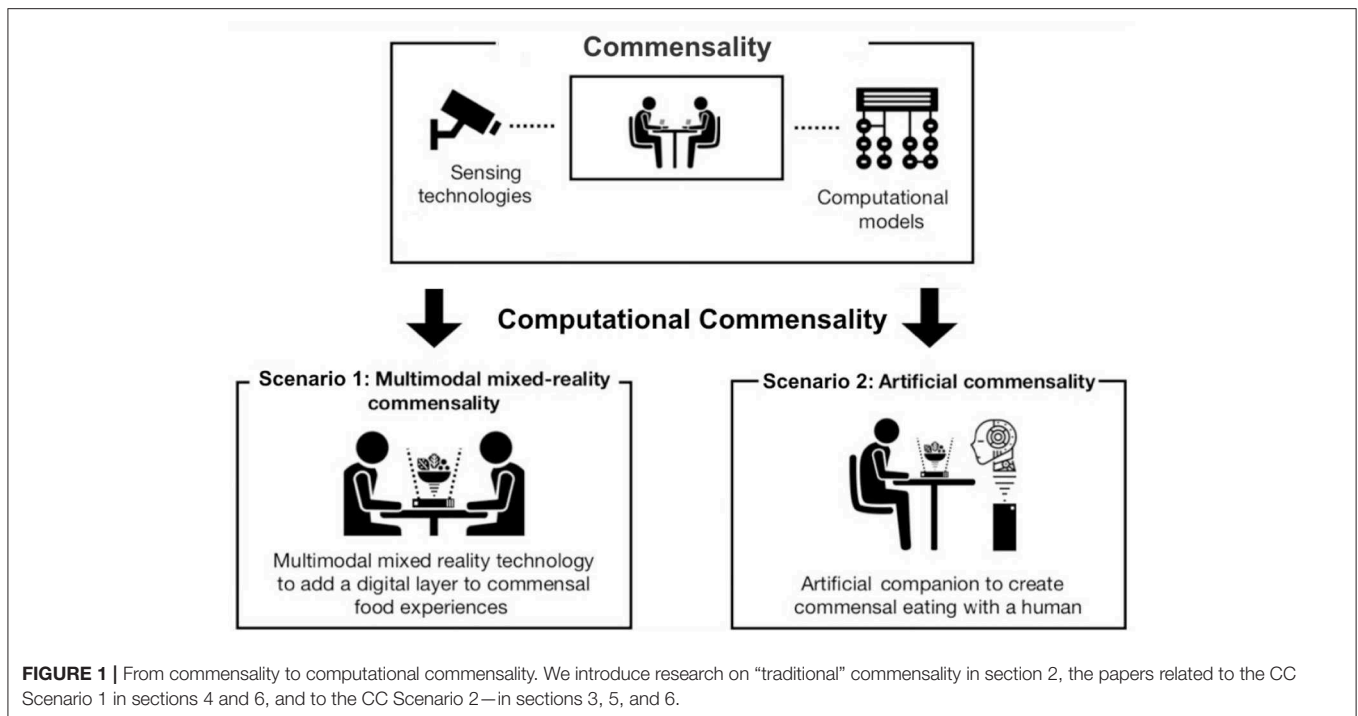 Commensality
Sensing
technologies
Computational
models
Computational Commensality
Scenario 1: Multimodal mixed-reality
commensality
Multimodal mixed reality technology
to add a digital layer to commensal
food experiences
Scenario 2: Artificial commensality
Artificial companion to create
commensal eating with a human
FIGURE 1 | From commensality to computational commensality. We introduce research on “traditional” commensality in section 2, the papers related to the CC
Scenario 1 in sections 4 and 6, and to the CC Scenario 2—in sections 3, 5, and 6.